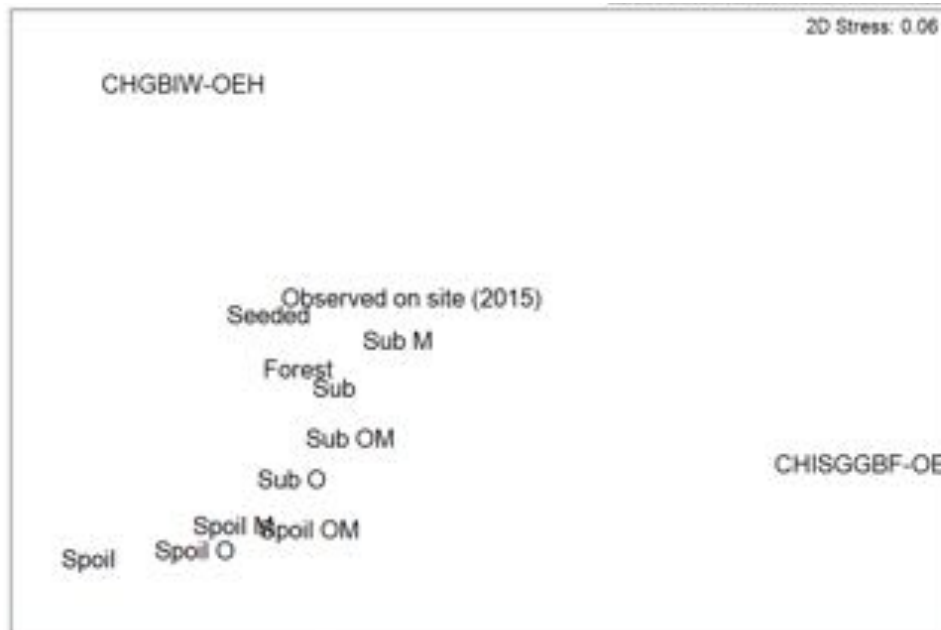 2D Stress: 0.06
CHGBIW-OEH
Observed on site (2015)
Seeded
Sub M
Forest
Sub
Sub OM
CHISGGBF-OE
Sub O
Spoil M
Spoil OM
Spoil O
Spoil